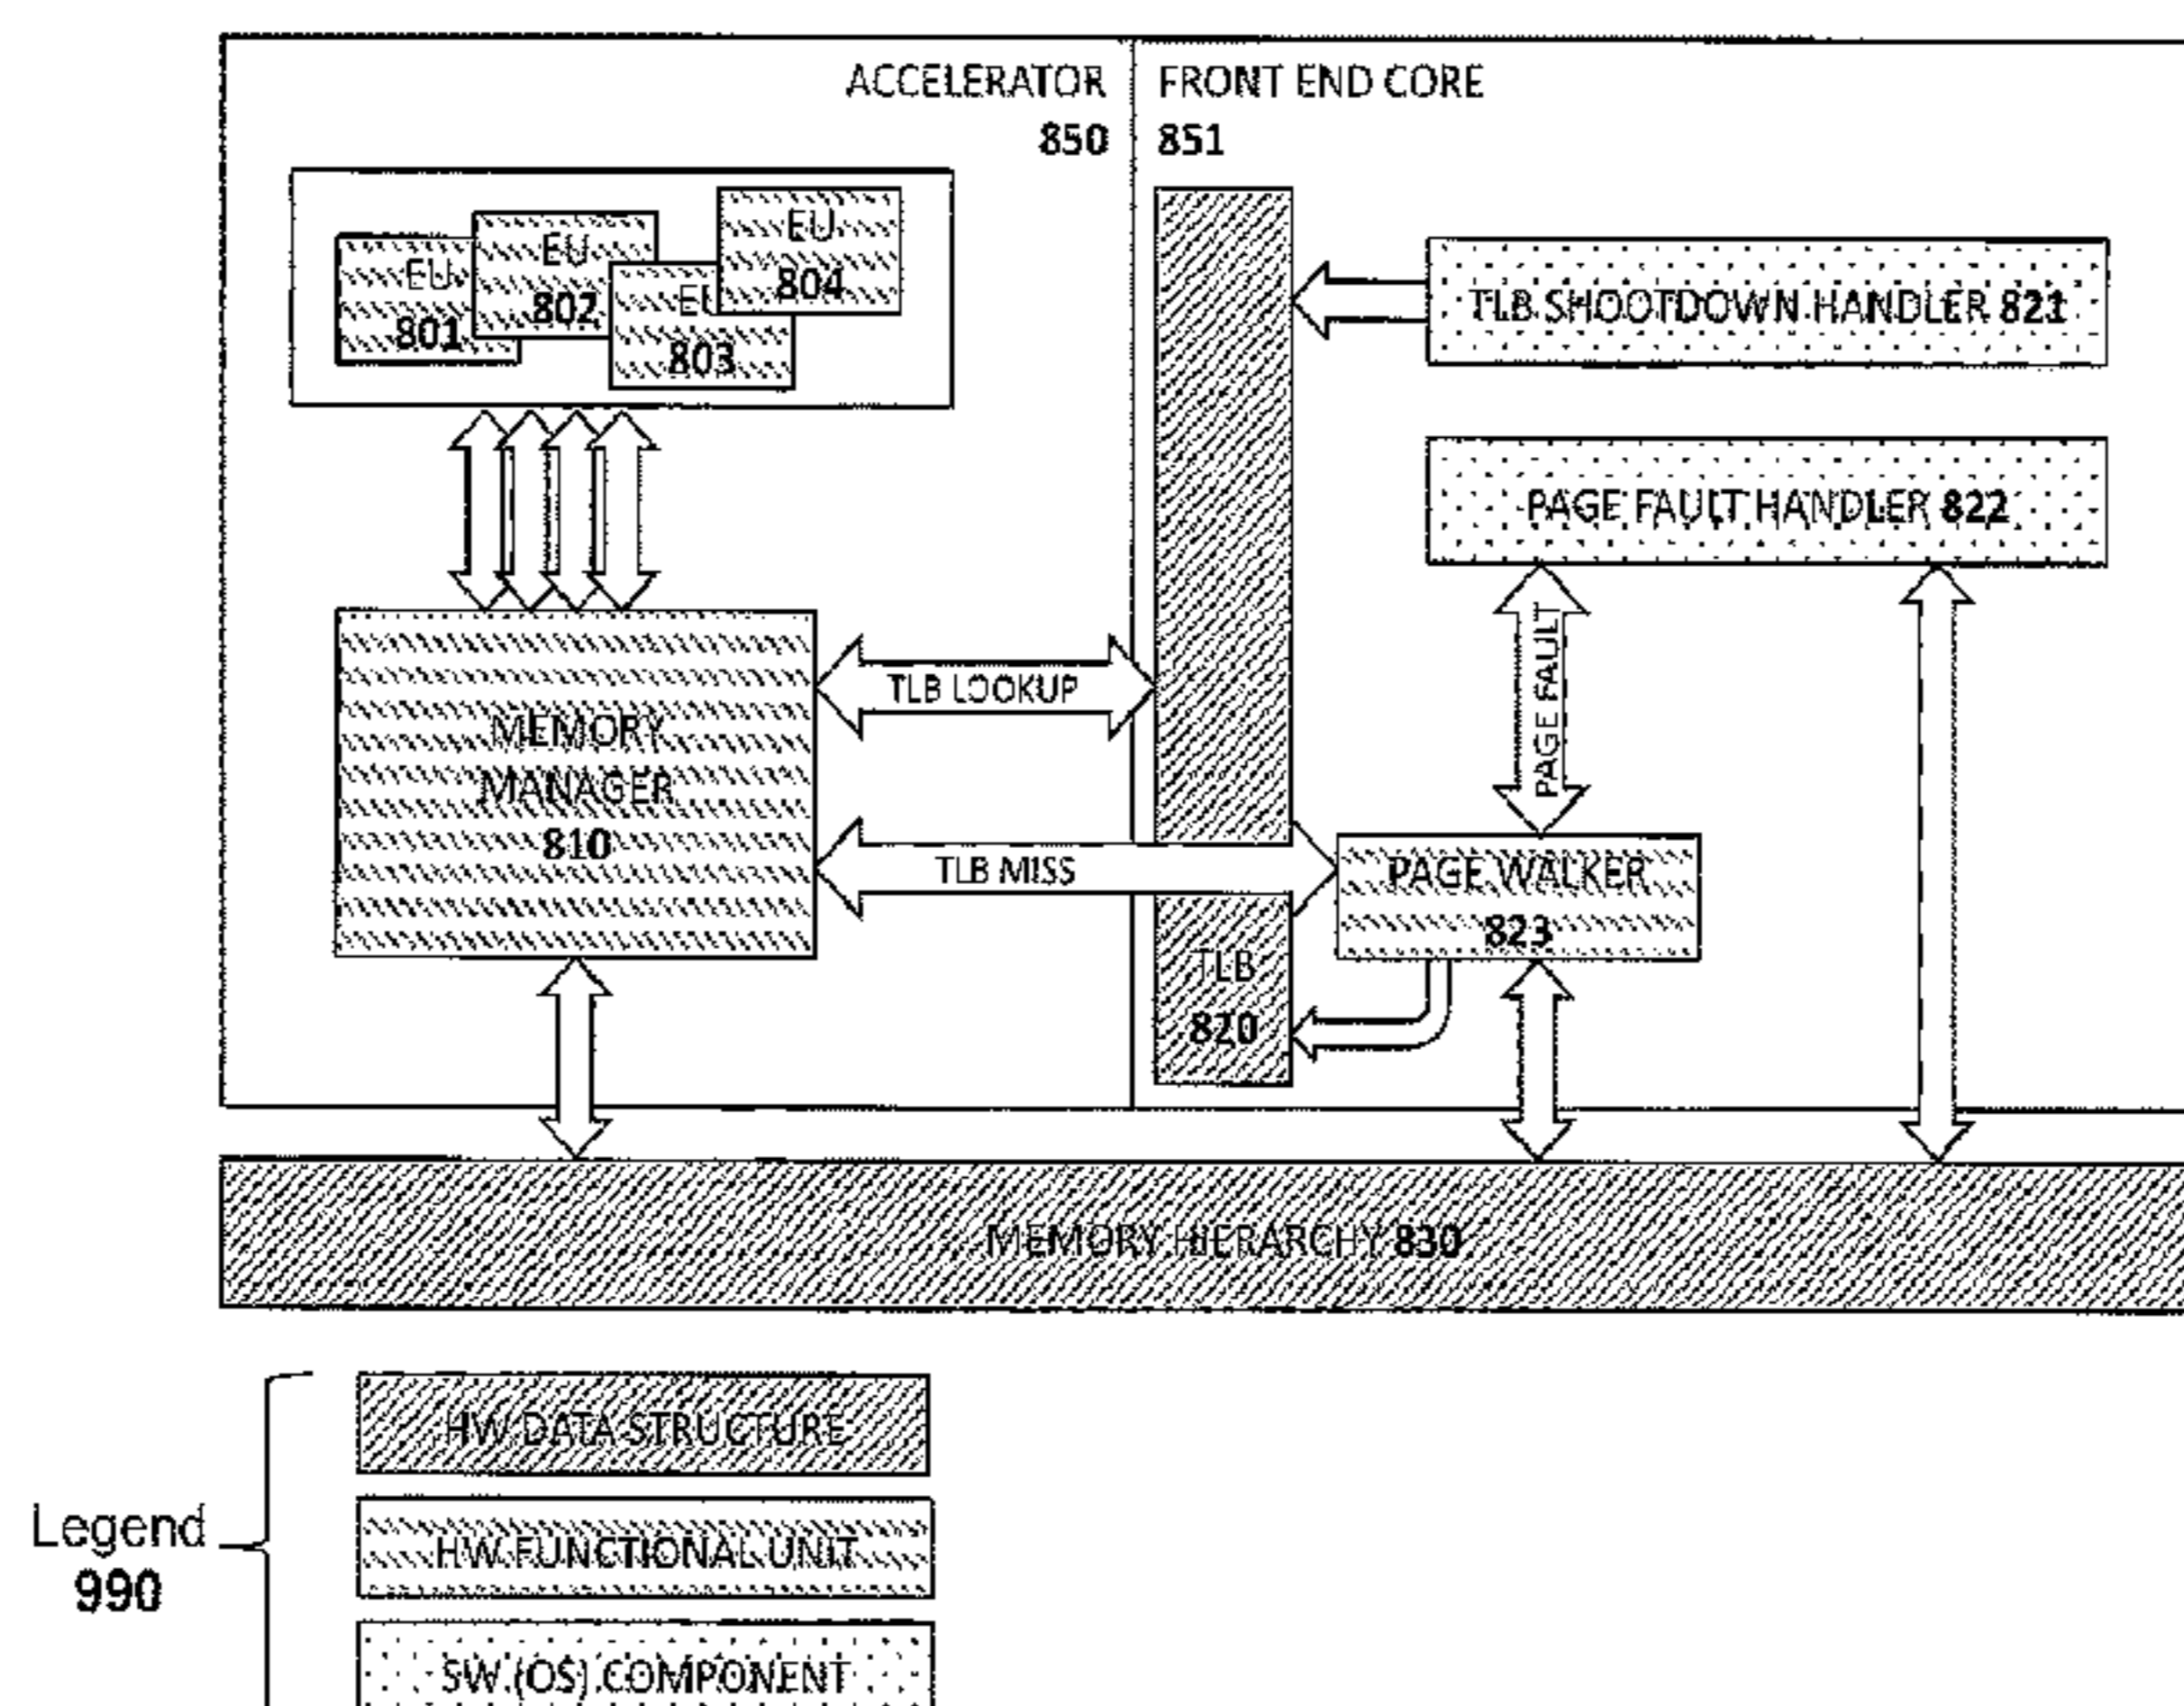 ACCELERATOR
850
FRONT END CORE
851
EU
801
EU
802
EU
803
EU
804
TLB SHOOTDOWN HANDLER 821
PAGE FAULT HANDLER 822
PAGE FAULT
TLB LOOKUP
MEMORY
MANAGER
810
TLB MISS
PAGE WALKER
823
TLB
820
MEMORY HIERARCHY 830
Legend
990
HW DATA STRUCTURE
HW FUNCTIONAL UNIT
SW (OS) COMPONENT